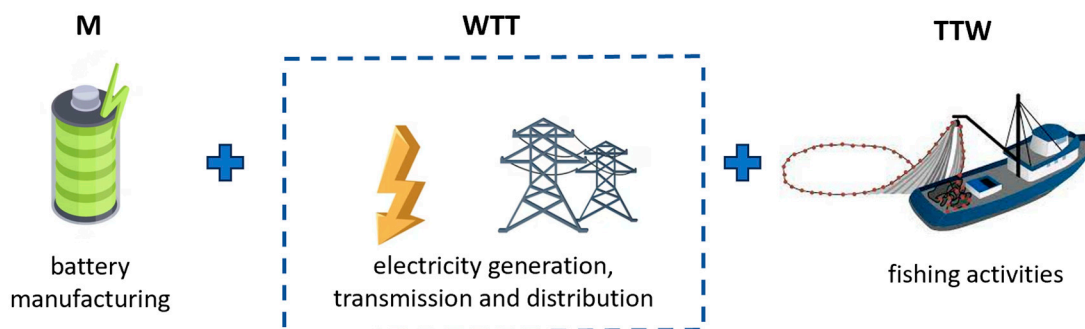 M
WTT
TTW
battery
manufacturing
electricity generation,
transmission and distribution
fishing activities